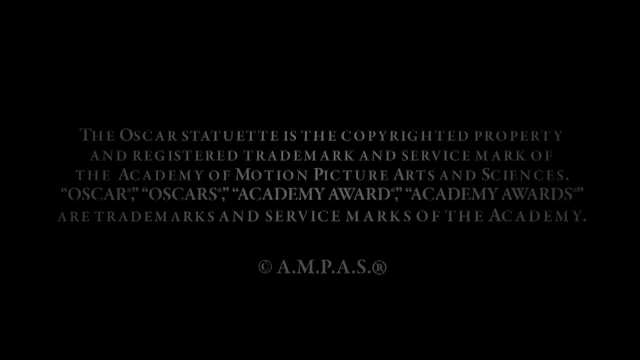 THE OSCAR STATUETTE IS THE COPYRIGHTED PROPERTY
AND REGISTERED TRADEMARK AND SERVICE MARK OF
THE ACADEMY OF MOTION PICTURE ARTS AND SCIENCES.
“OSCAR®,” “OSCARS®,” “ACADEMY AWARD®,” “ACADEMY AWARDS®”
ARE TRADEMARKS AND SERVICE MARKS OF THE ACADEMY.
© A.M.P.A.S.®